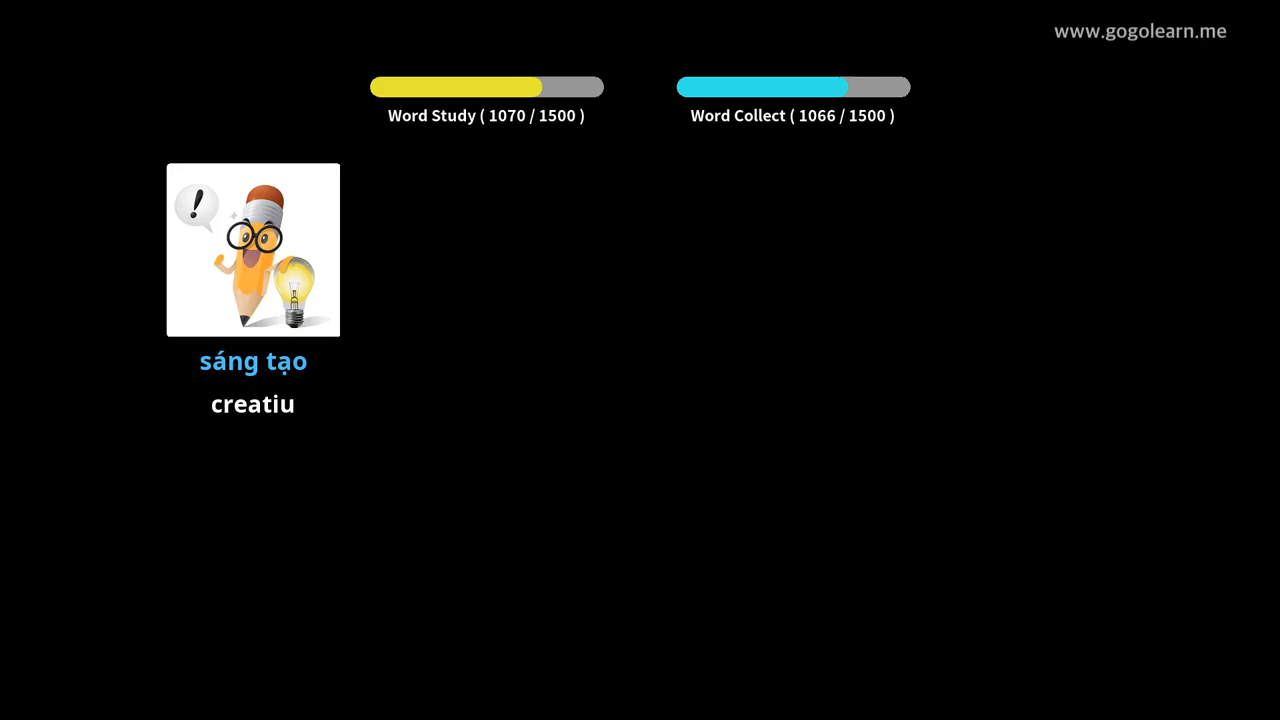 www.gogolearn.me
Word Study ( 1070 / 1500 )
Word Collect ( 1066 / 1500 )
!
sáng tạo
creatiu